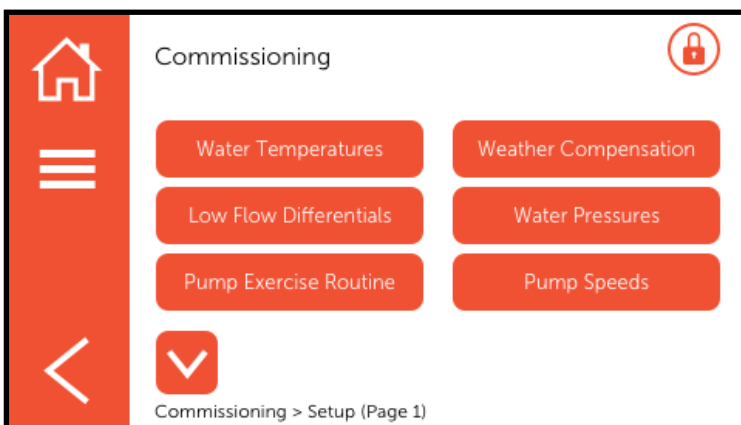 Commissioning
Water Temperatures
Weather Compensation
Low Flow Differentials
Water Pressures
Pump Exercise Routine
Pump Speeds
Commissioning > Setup (Page 1)